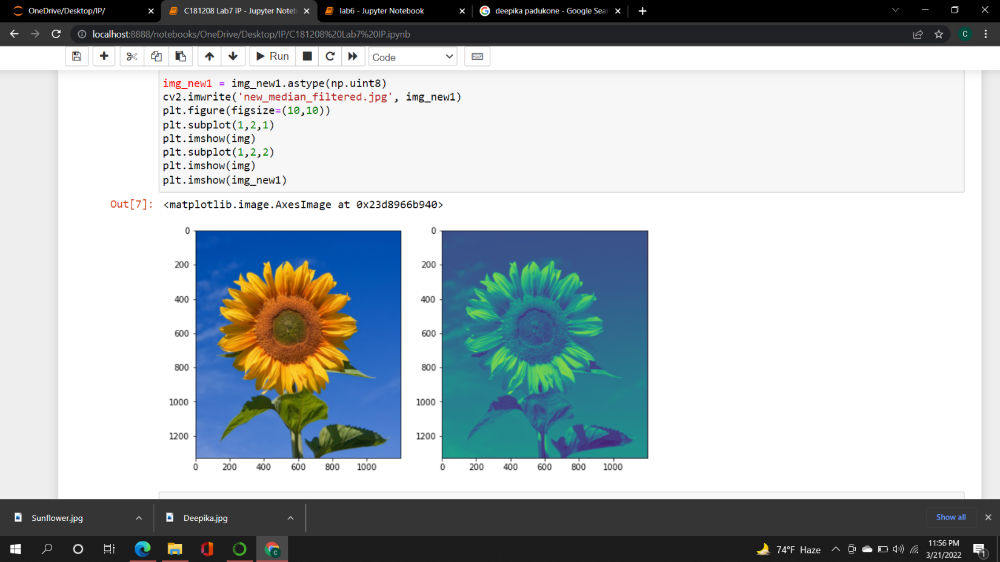 OneDrive/Desktop/IP/
C181208 Lab7 IP - Jupyter Noteb
lab6 - Jupyter Notebook
deepika padukone - Google Sear
localhost:8888/notebooks/OneDrive/Desktop/IP/C181208%20Lab7%20IP.ipynb
C
Run
Code
img_new1 = img_new1.astype(np.uint8)
cv2.imwrite('new_median_filtered.jpg', img_new1)
plt.figure(figsize=(10,10))
plt.subplot(1,2,1)
plt.imshow(img)
plt.subplot(1,2,2)
plt.imshow(img)
plt.imshow(img_new1)
Out[7]: <matplotlib.image.AxesImage at 0x23d8966b940>
0
200
400
600
800
1000
1200
0 200 400 600 800 1000
0
200
400
600
800
1000
1200
0 200 400 600 800 1000
Sunflower.jpg
Deepika.jpg
Show all
C
74°F Haze
11:56 PM
3/21/2022
1